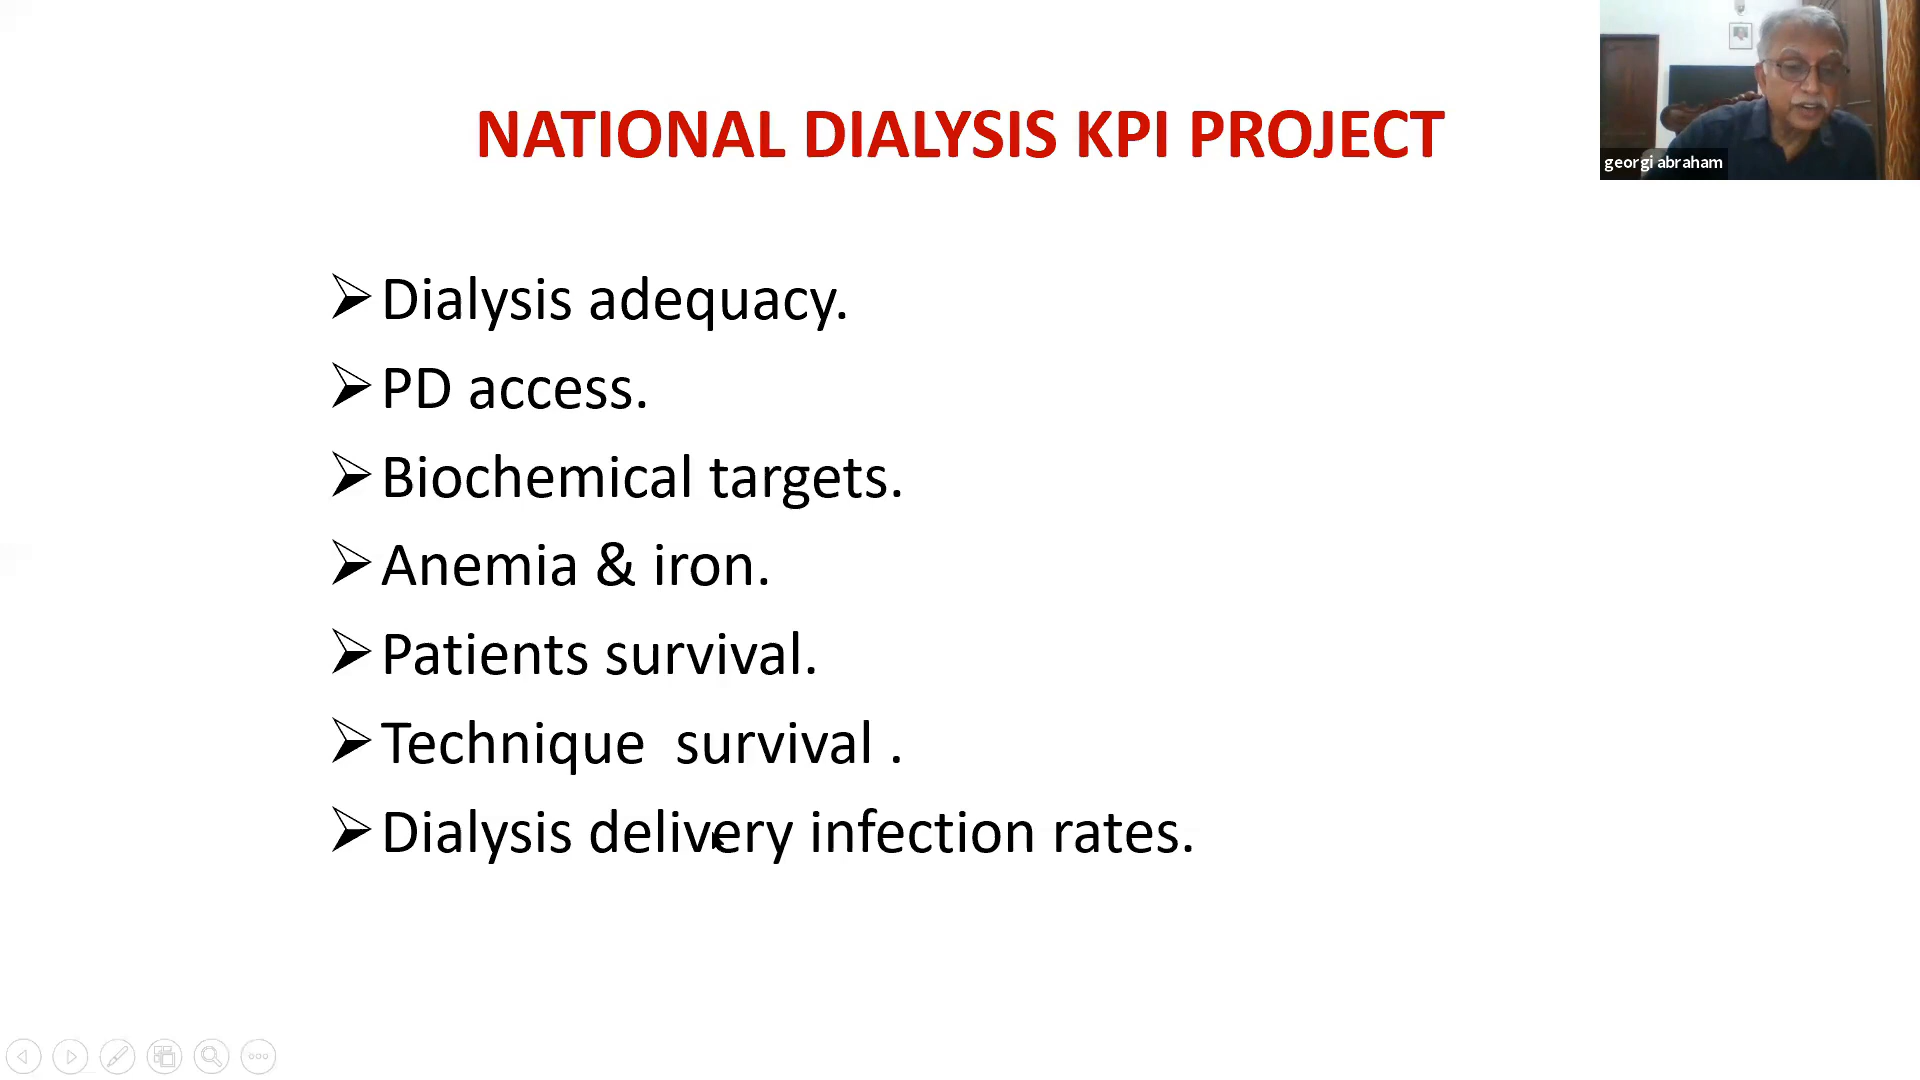 NATIONAL DIALYSIS KPI PROJECT
georgi abraham
Dialysis adequacy.
PD access.
Biochemical targets.
Anemia & iron.
Patients survival.
Technique  survival .
Dialysis delivery infection rates.